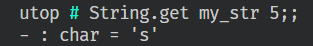 utop # String.get my_str 5;;
- : char = 's'